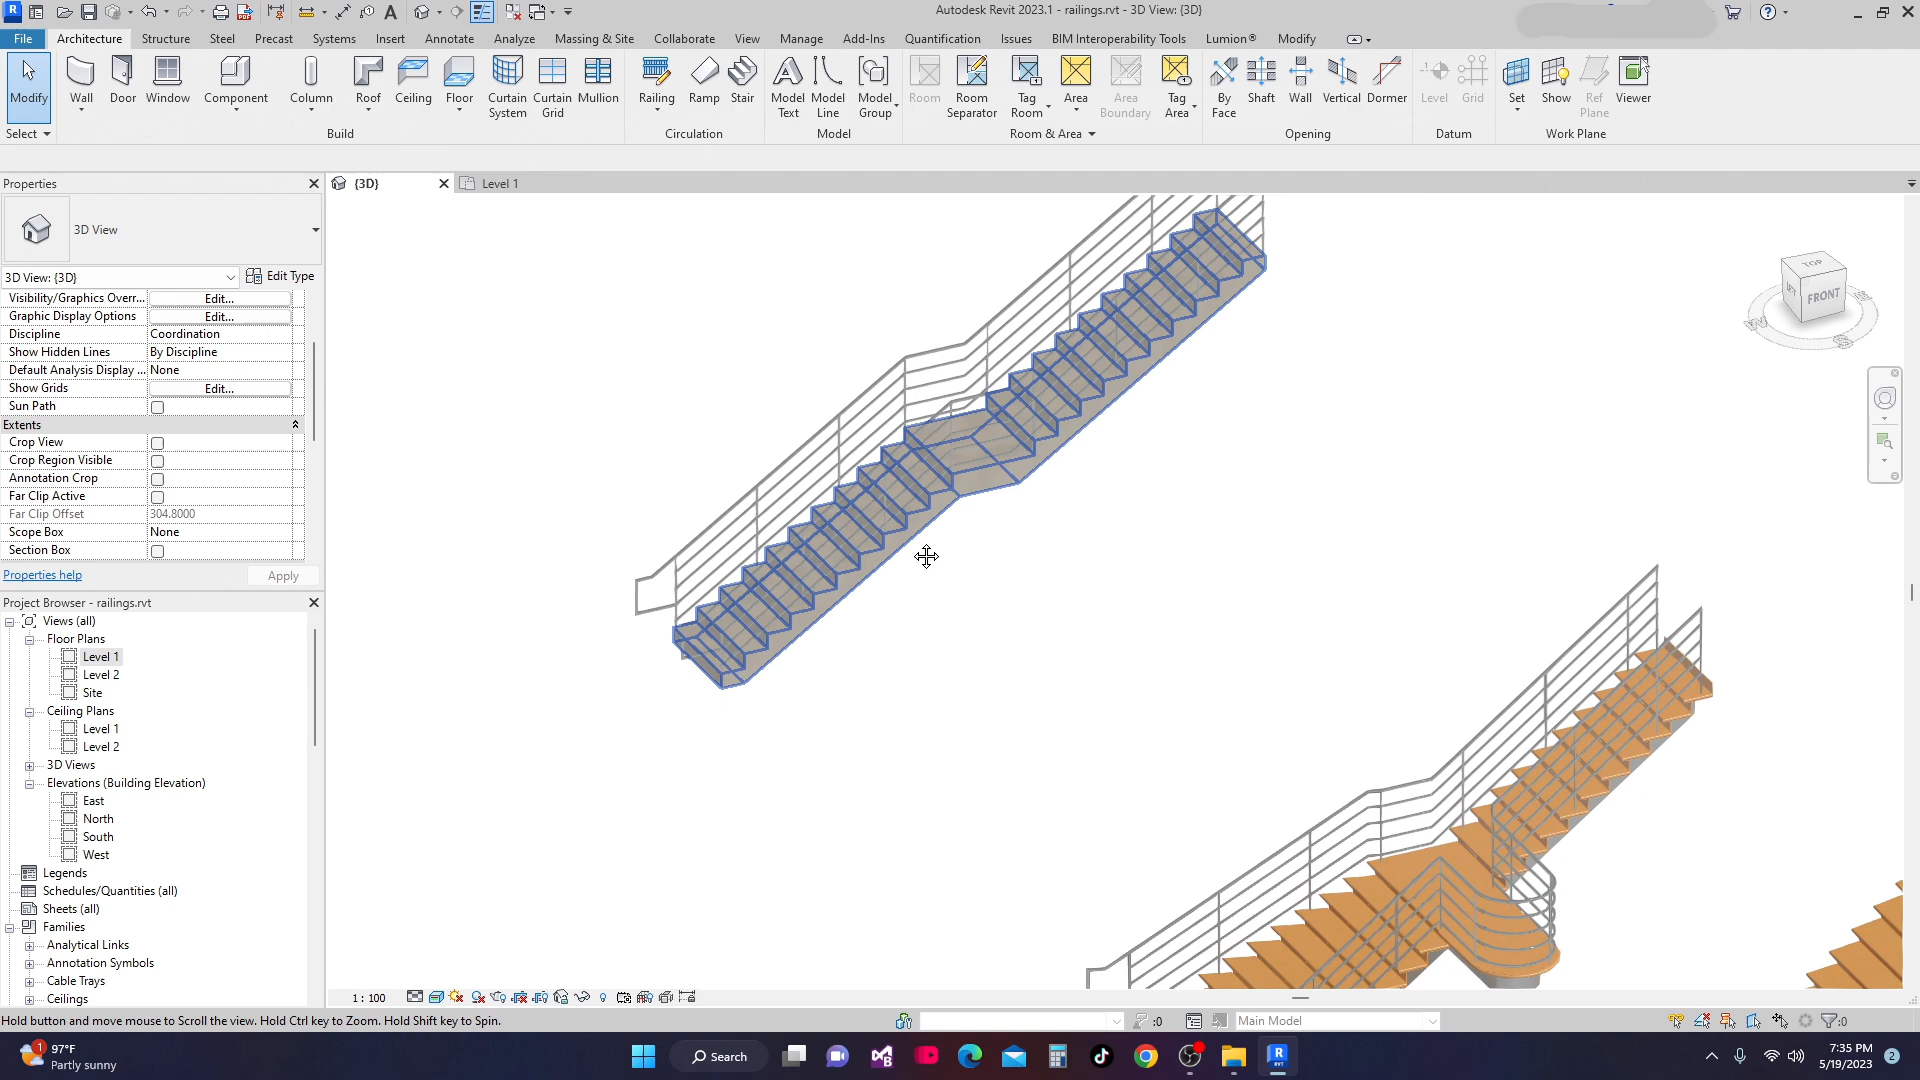 Autodesk Revit 2023.1 - railings.rvt - 3D View: {3D}
File Architecture Structure Steel Precast Systems Insert Annotate Analyze Massing & Site Collaborate View Manage Add-Ins Quantification Issues BIM Interoperability Tools Lumion® Modify
Modify Wall Door Window Component Column Roof Ceiling Floor Curtain System Curtain Grid Mullion Railing Ramp Stair Model Text Model Line Model Group Room Room Separator Tag Room Area Area Boundary Tag Area By Face Shaft Wall Vertical Dormer Level Grid Set Show Ref Plane Viewer
Select Build Circulation Model Room & Area Opening Datum Work Plane
Properties
{3D} Level 1
3D View
3D View: {3D} Edit Type
Visibility/Graphics Overr... Edit...
Graphic Display Options Edit...
Discipline Coordination
Show Hidden Lines By Discipline
Default Analysis Display ... None
Show Grids Edit...
Sun Path
Extents
Crop View
Crop Region Visible
Annotation Crop
Far Clip Active
Far Clip Offset 304.8000
Scope Box None
Section Box
Properties help Apply
Project Browser - railings.rvt
Views (all)
Floor Plans
Level 1
Level 2
Site
Ceiling Plans
Level 1
Level 2
3D Views
Elevations (Building Elevation)
East
North
South
West
Legends
Schedules/Quantities (all)
Sheets (all)
Families
Analytical Links
Annotation Symbols
Cable Trays
Ceilings
TOP
FRONT
1 : 100
Hold button and move mouse to Scroll the view. Hold Ctrl key to Zoom. Hold Shift key to Spin.
:0 Main Model :0
97°F
Partly sunny
Search
7:35 PM
5/19/2023